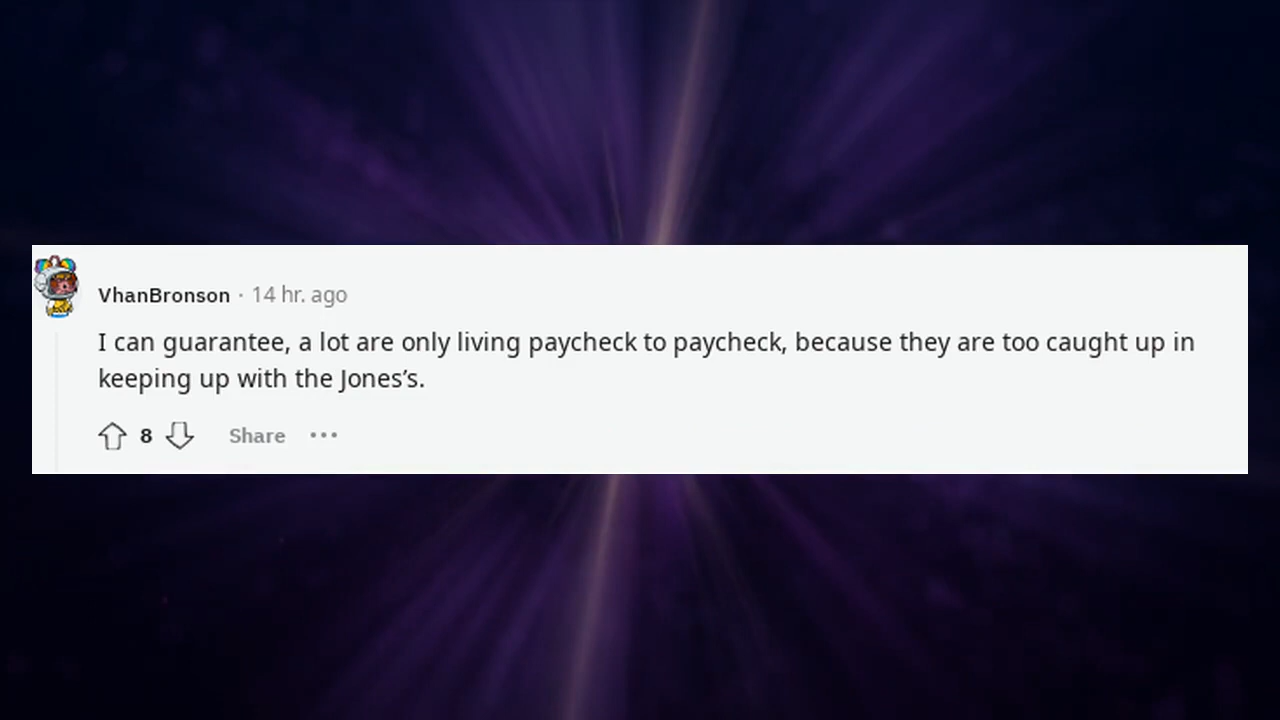 VhanBronson · 14 hr. ago
I can guarantee, a lot are only living paycheck to paycheck, because they are too caught up in
keeping up with the Jones’s.
8 Share